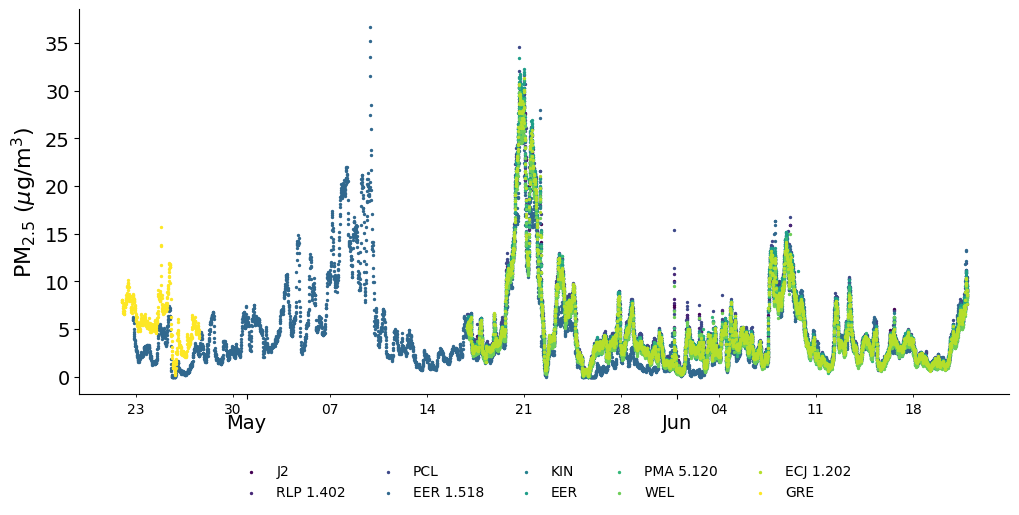 PM2.5 (μg/m3)
35
30
25
20
15
10
5
0
23 30 07 14 21 28 04 11 18
May Jun
J2 PCL KIN PMA 5.120 ECJ 1.202
RLP 1.402 EER 1.518 EER WEL GRE